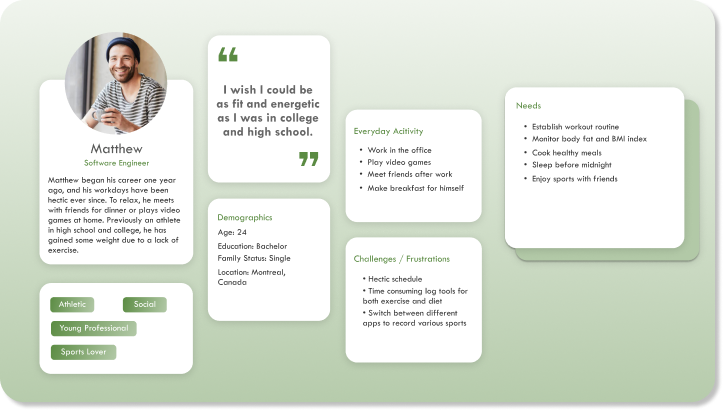 Matthew
Software Engineer
Matthew began his career one year
ago, and his workdays have been
hectic ever since. To relax, he meets
with friends for dinner or plays video
games at home. Previously an athlete
in high school and college, he has
gained some weight due to a lack of
exercise.
Athletic
Social
Young Professional
Sports Lover
“
I wish I could be
as fit and energetic
as I was in college
and high school.
”
Demographics
Age: 24
Education: Bachelor
Family Status: Single
Location: Montreal,
Canada
Everyday Acitivity
• Work in the office
• Play video games
• Meet friends after work
• Make breakfast for himself
Challenges / Frustrations
• Hectic schedule
• Time consuming log tools for
both exercise and diet
• Switch between different
apps to record various sports
Needs
• Establish workout routine
• Monitor body fat and BMI index
• Cook healthy meals
Sleep before midnight
• Enjoy sports with friends